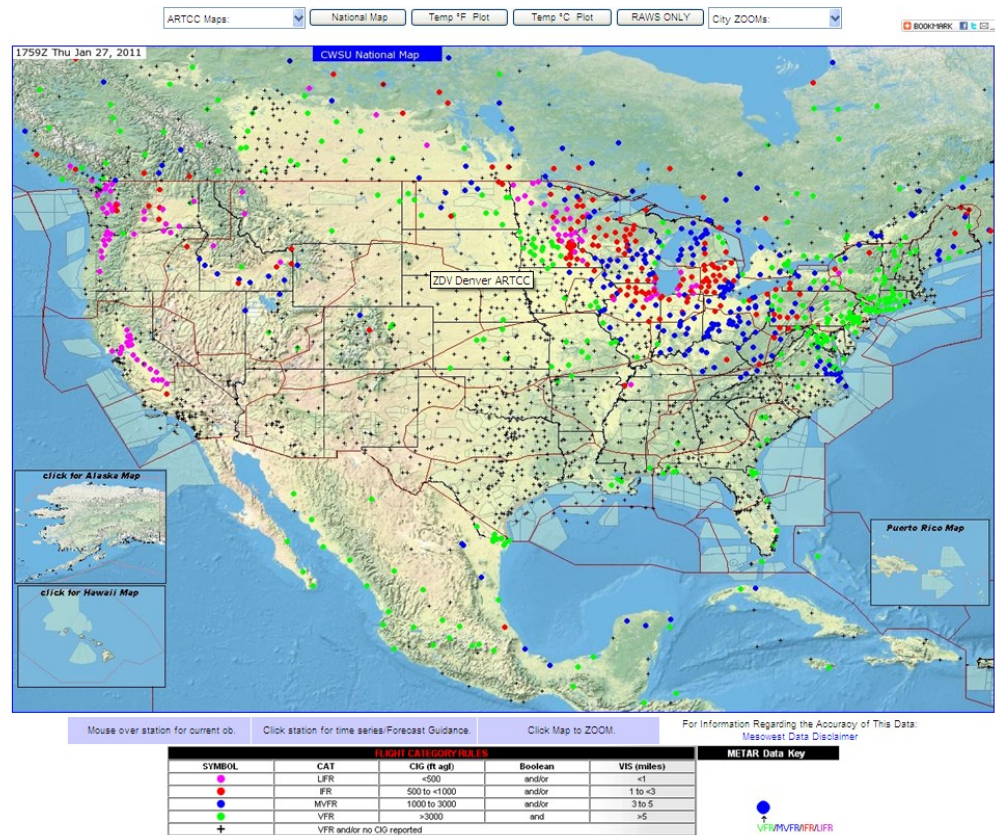 ARTCC Maps: National Map Temp °F Plot Temp °C Plot RAWS ONLY City ZOOMs:
BOOKMARK
1759Z Thu Jan 27, 2011
CWSU National Map
ZDV Denver ARTCC
click for Alaska Map
click for Hawaii Map
Puerto Rico Map
Mouse over station for current ob. Click station for time series/Forecast Guidance. Click Map to ZOOM.
For Information Regarding the Accuracy of This Data:
Mesowest Data Disclaimer
FLIGHT CATEGORY RULES
SYMBOL CAT CIG (ft agl) Boolean VIS (miles)
LIFR <500 and/or <1
IFR 500 to <1000 and/or 1 to <3
MVFR 1000 to 3000 and/or 3 to 5
VFR >3000 and >5
+ VFR and/or no CIG reported
METAR Data Key
VFR/MVFR/IFR/LIFR